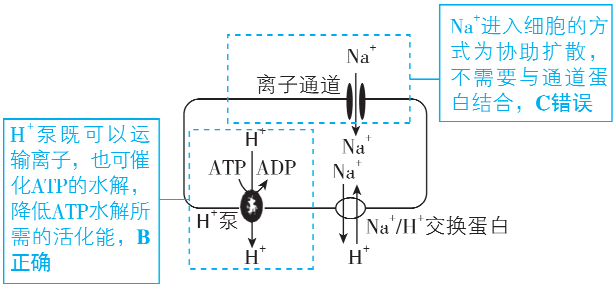 Na⁺进入细胞的方
式为协助扩散，
不需要与通道蛋
白结合，C错误
Na⁺
离子通道
H⁺泵既可以运
输离子，也可催
化ATP的水解，
降低ATP水解所
需的活化能，B
正确
H⁺
Na⁺
ATP
ADP
Na⁺
H⁺泵
Na⁺/H⁺交换蛋白
H⁺
H⁺